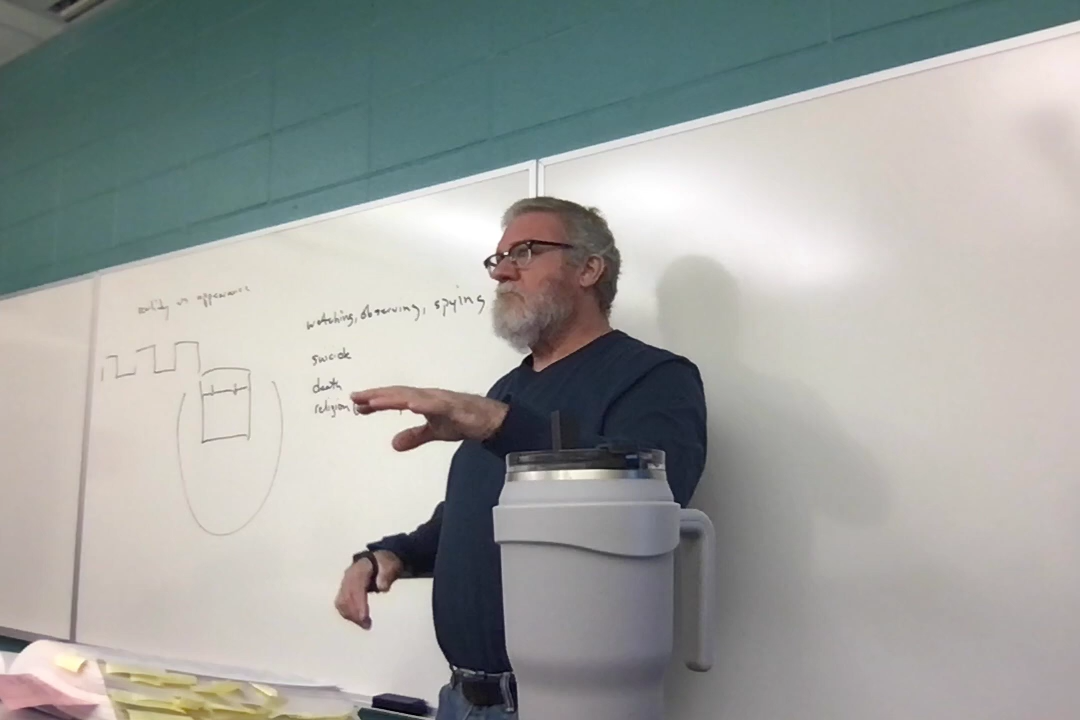 reality vs appearance
watching, observing, spying
suicide
death
religion